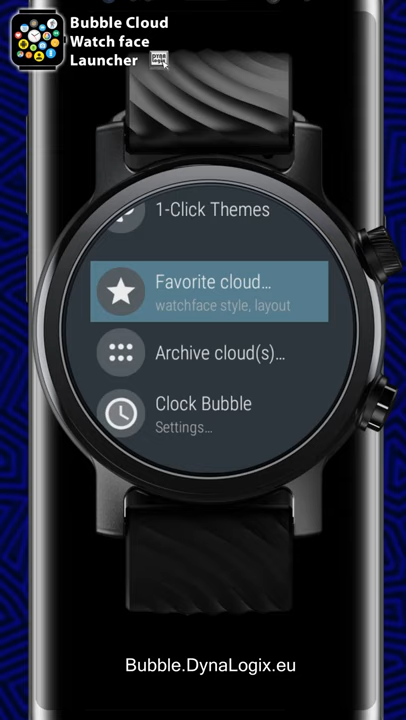 Bubble Cloud
Watch face
Launcher
1-Click Themes
Favorite cloud...
watchface style, layout
Archive cloud(s)...
Clock Bubble
Settings...
Bubble.DynaLogix.eu